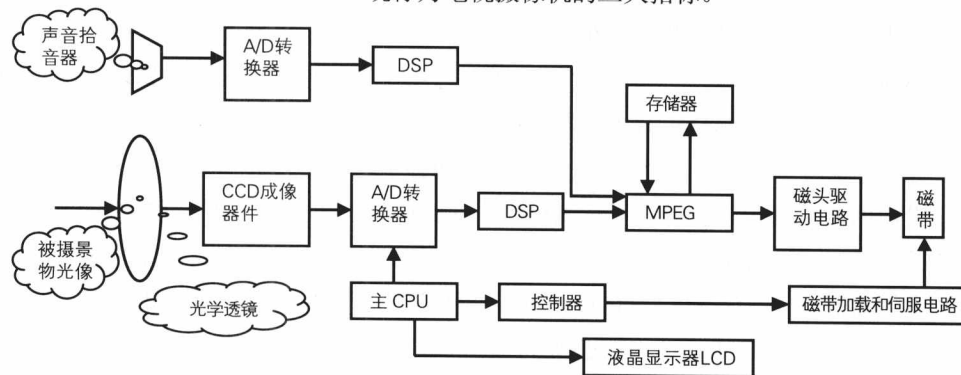 声音拾
音器
A/D转
换器
DSP
存储器
CCD成像
器件
A/D转
换器
DSP
MPEG
磁头驱
动电路
磁
带
被摄景
物光像
光学透镜
主 CPU
控制器
磁带加载和伺服电路
液晶显示器LCD